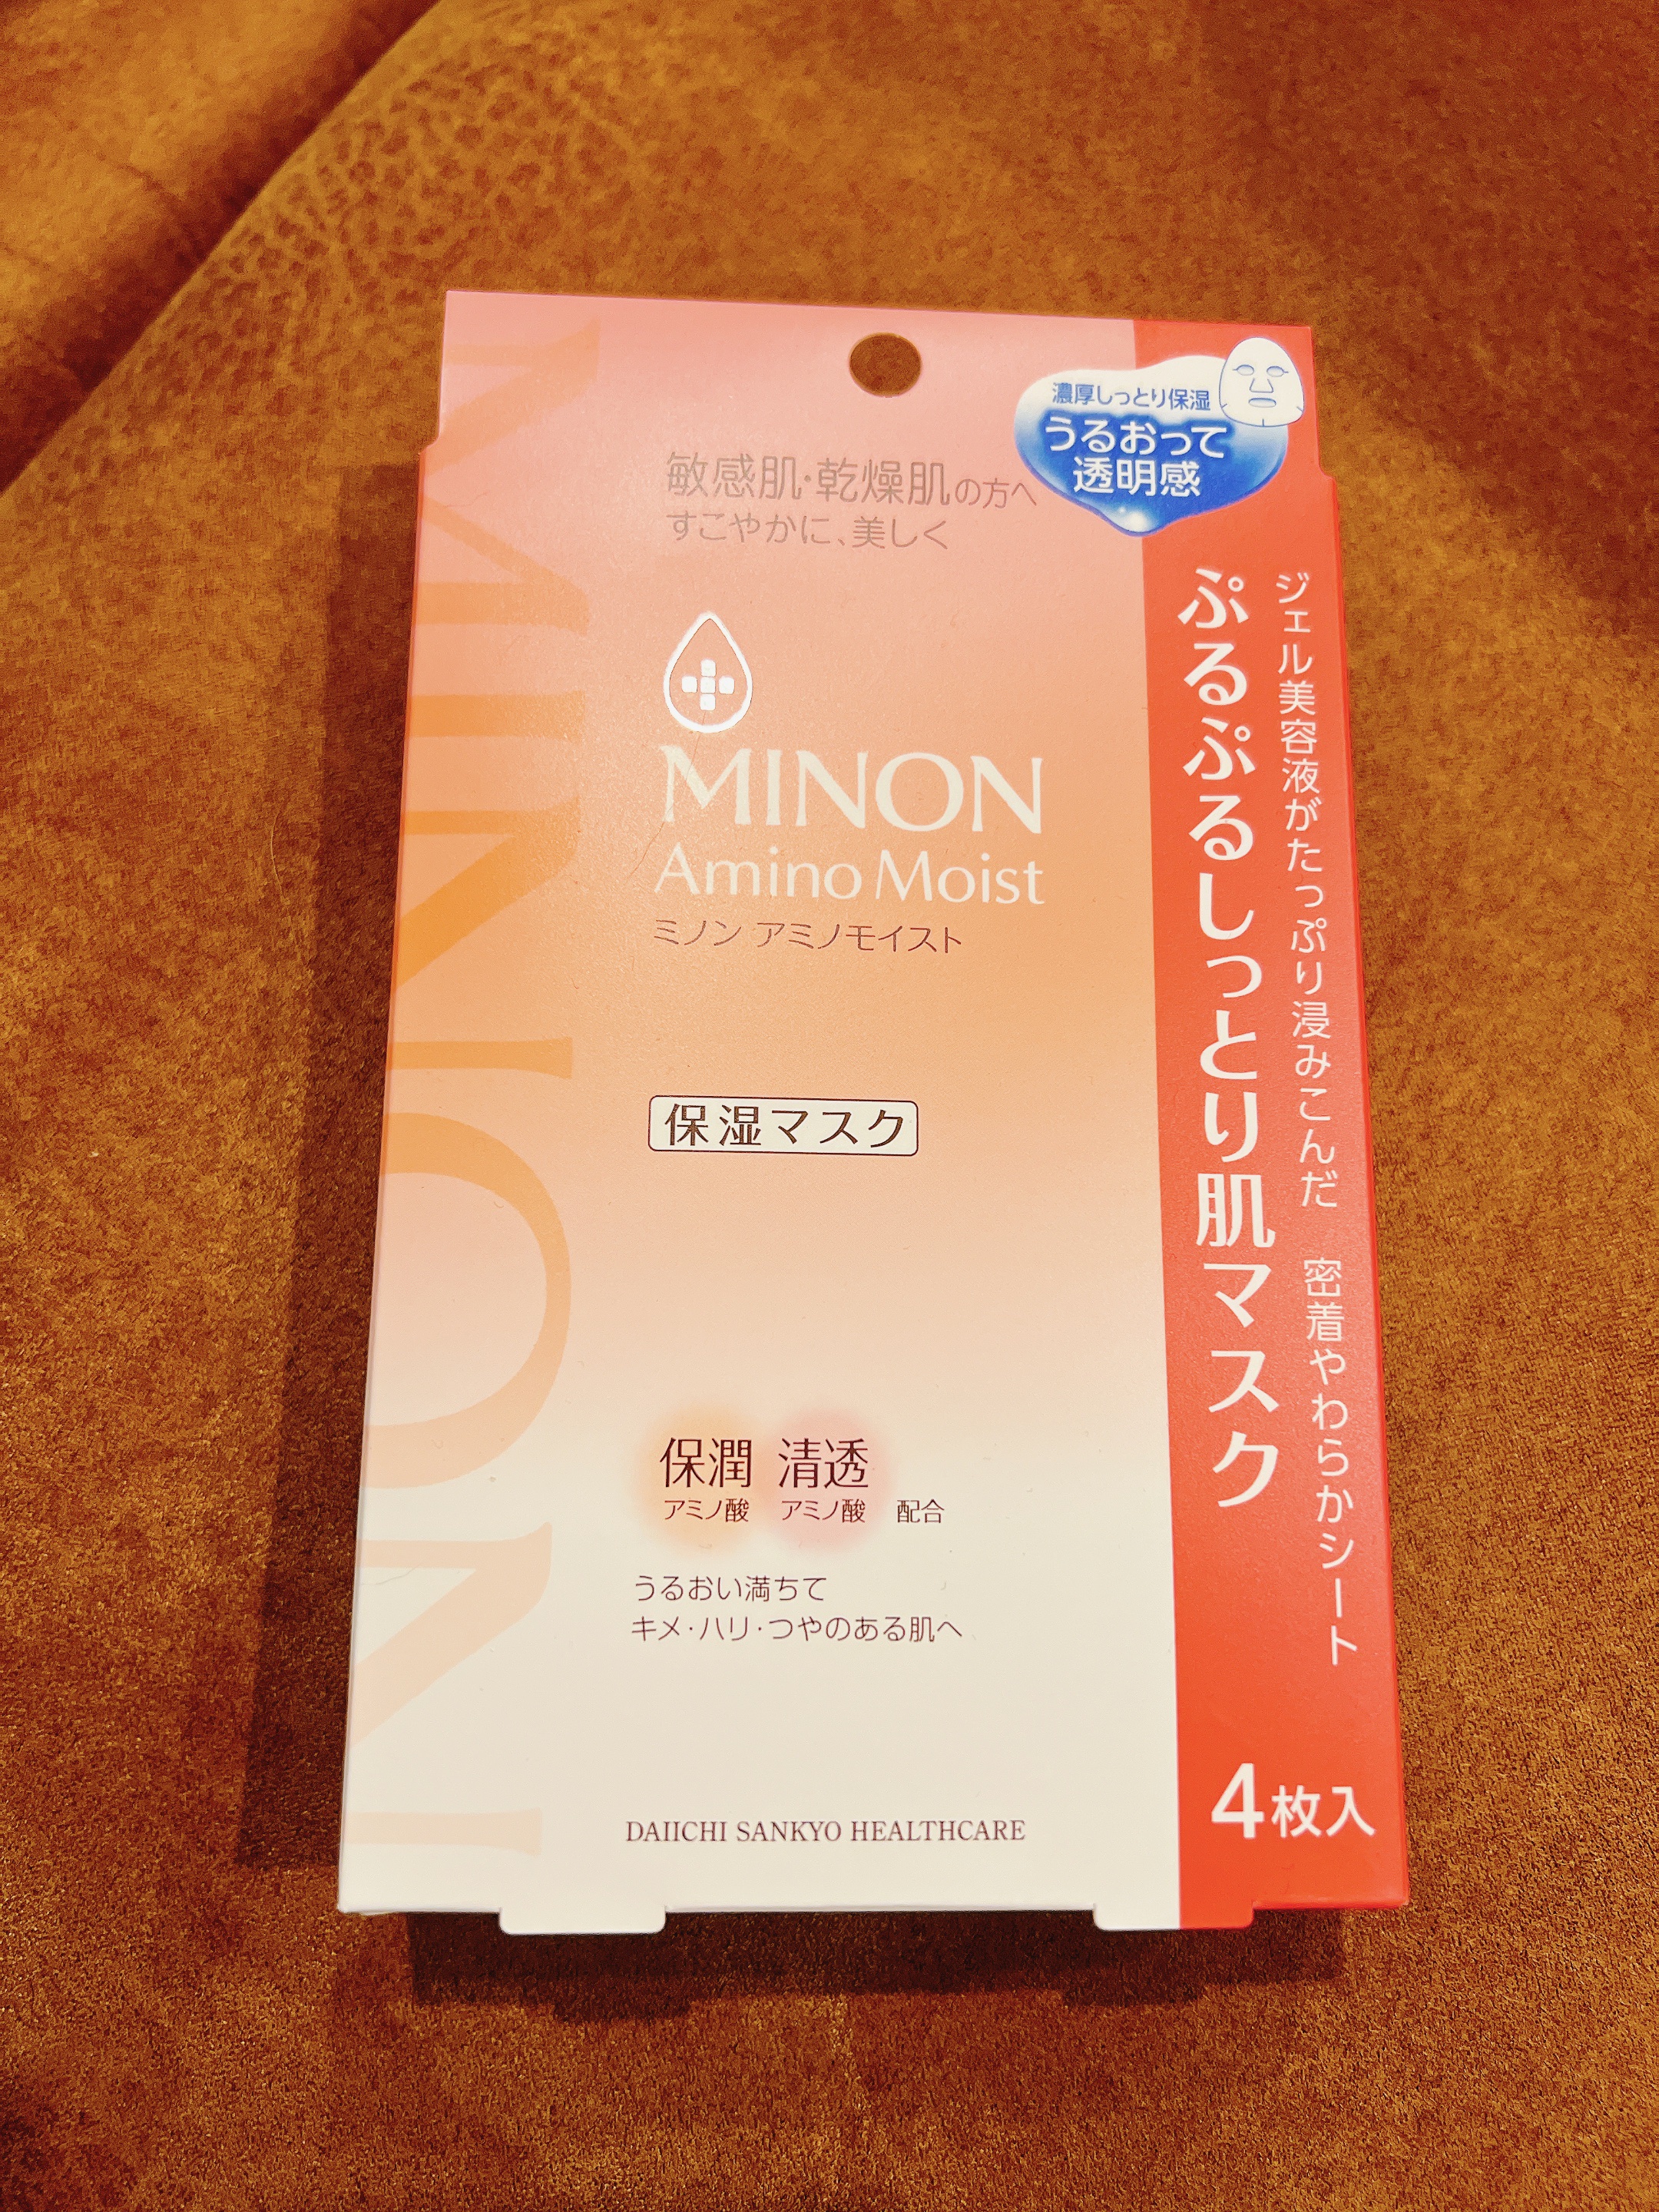 濃厚しっとり保湿
うるおって
透明感
敏感肌・乾燥肌の方へ
すこやかに、美しく
MINON
Amino Moist
ミノン アミノモイスト
保湿マスク
保潤 清透
アミノ酸 アミノ酸 配合
うるおい満ちて
キメ・ハリ・つやのある肌へ
DAIICHI SANKYO HEALTHCARE
ジェル美容液がたっぷり浸みこんだ 密着やわらかシート
ぷるぷるしっとり肌マスク
4枚入
MINON